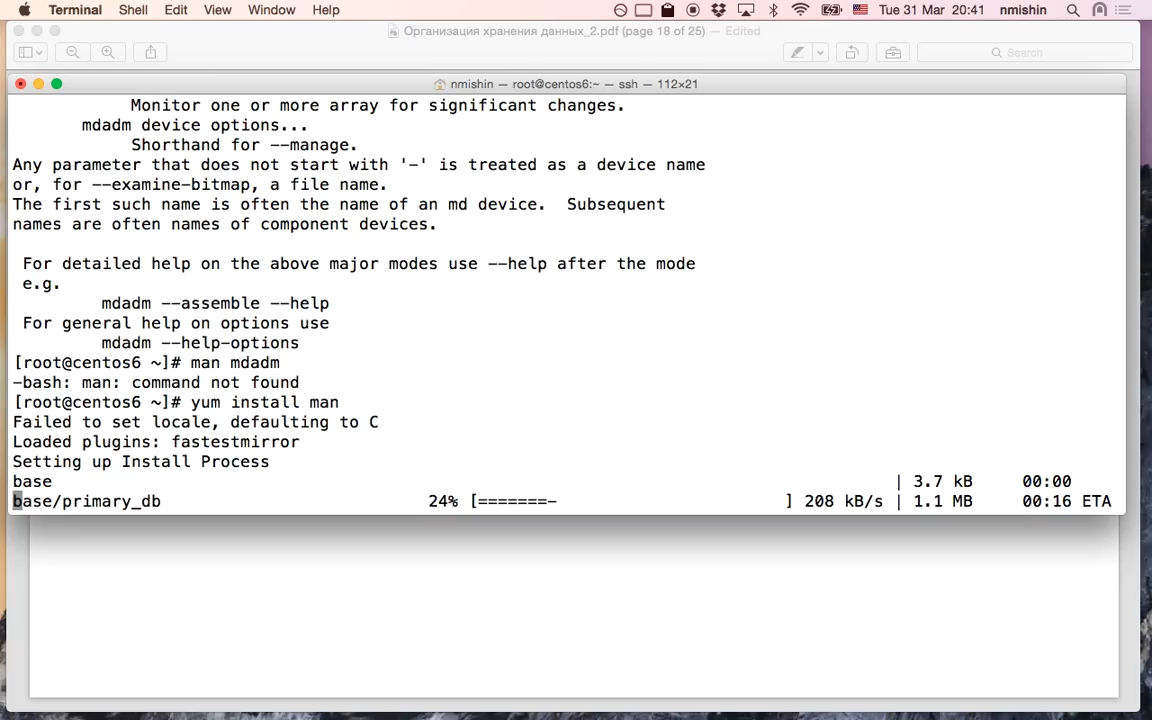 Terminal Shell Edit View Window Help Tue 31 Mar 20:41 nmishin
Организация хранения данных_2.pdf (page 18 of 25) — Edited
Search
nmishin — root@centos6:~ — ssh — 112×21
Monitor one or more array for significant changes.
mdadm device options...
Shorthand for --manage.
Any parameter that does not start with '-' is treated as a device name
or, for --examine-bitmap, a file name.
The first such name is often the name of an md device.  Subsequent
names are often names of component devices.
For detailed help on the above major modes use --help after the mode
e.g.
mdadm --assemble --help
For general help on options use
mdadm --help-options
[root@centos6 ~]# man mdadm
-bash: man: command not found
[root@centos6 ~]# yum install man
Failed to set locale, defaulting to C
Loaded plugins: fastestmirror
Setting up Install Process
base | 3.7 kB 00:00
base/primary_db 24% [=======- ] 208 kB/s | 1.1 MB 00:16 ETA